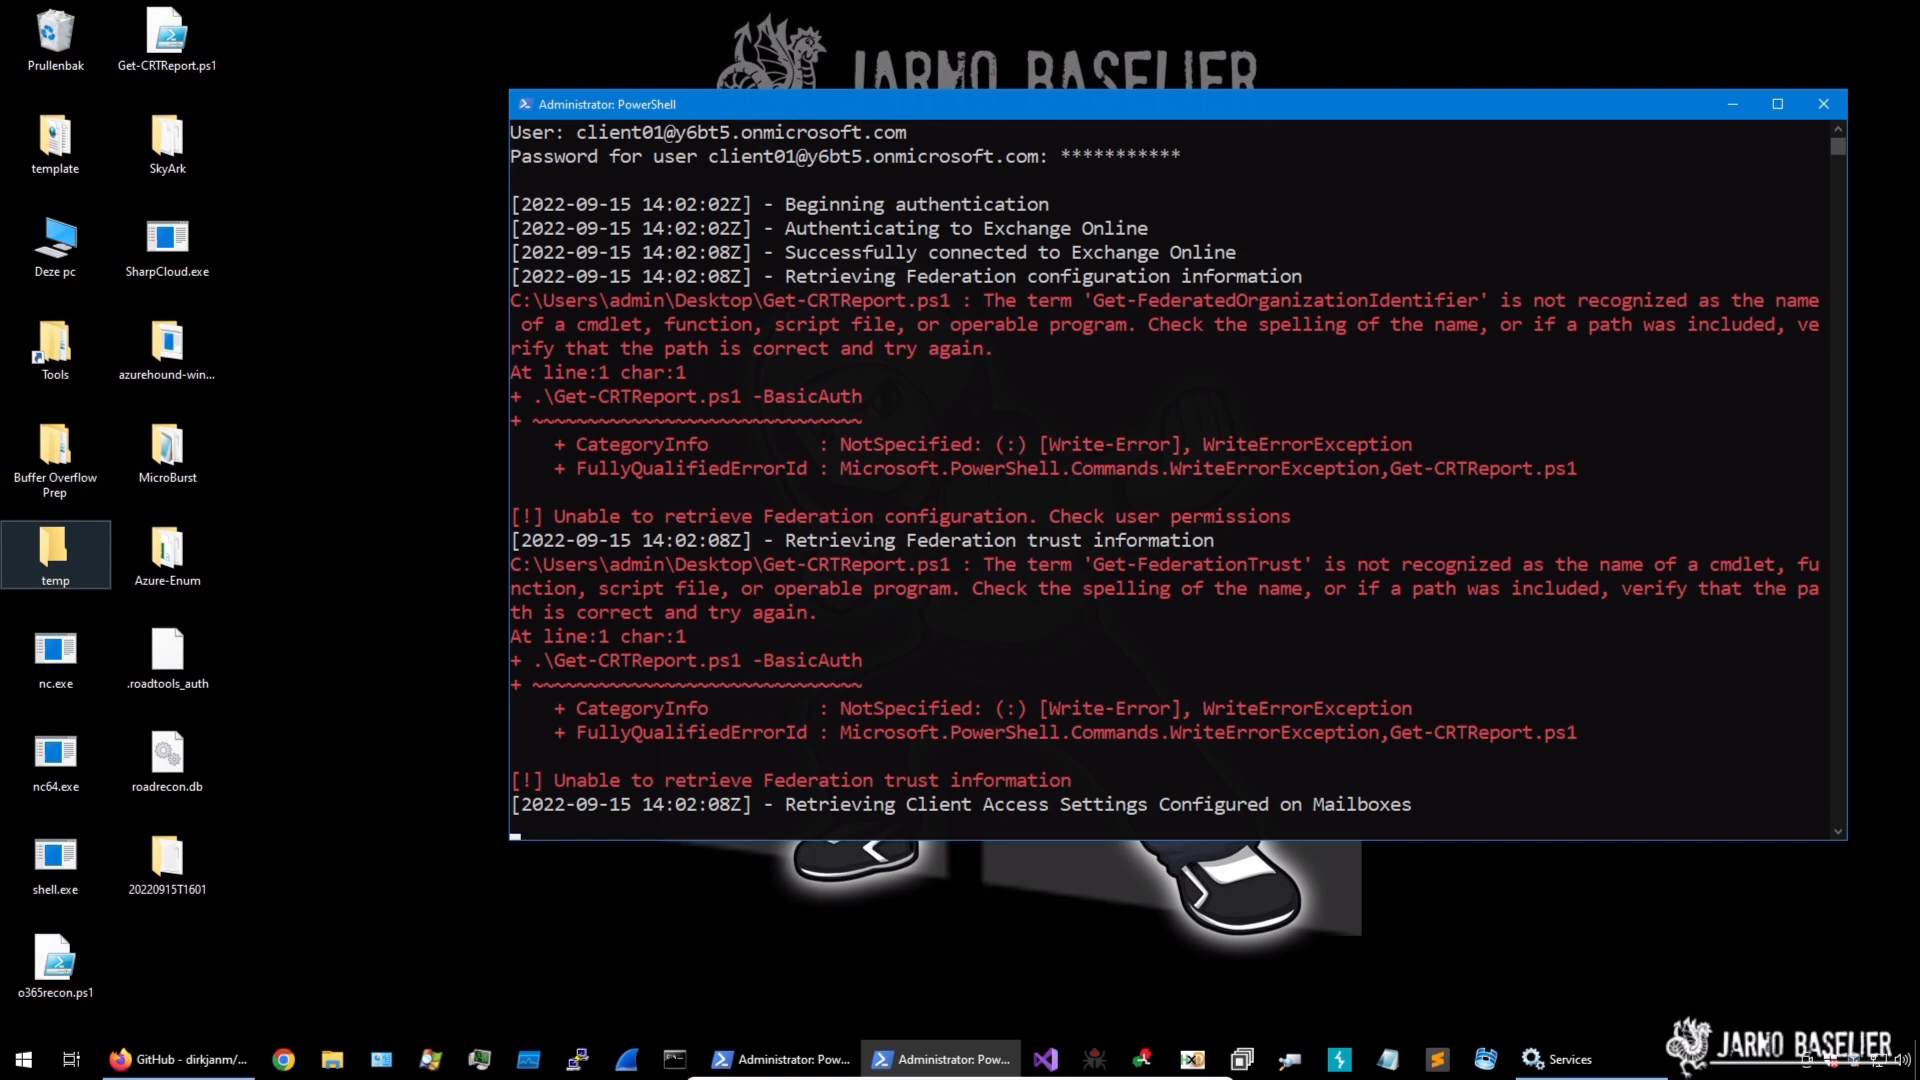 Prullenbak
Get-CRTReport.ps1
template
SkyArk
Deze pc
SharpCloud.exe
Tools
azurehound-win...
Buffer Overflow
Prep
MicroBurst
temp
Azure-Enum
nc.exe
.roadtools_auth
nc64.exe
roadrecon.db
shell.exe
20220915T1601
o365recon.ps1
JARNO BASELIER
Administrator: PowerShell
User: client01@y6bt5.onmicrosoft.com
Password for user client01@y6bt5.onmicrosoft.com: ***********
[2022-09-15 14:02:02Z] - Beginning authentication
[2022-09-15 14:02:02Z] - Authenticating to Exchange Online
[2022-09-15 14:02:08Z] - Successfully connected to Exchange Online
[2022-09-15 14:02:08Z] - Retrieving Federation configuration information
C:\Users\admin\Desktop\Get-CRTReport.ps1 : The term 'Get-FederatedOrganizationIdentifier' is not recognized as the name
of a cmdlet, function, script file, or operable program. Check the spelling of the name, or if a path was included, ve
rify that the path is correct and try again.
At line:1 char:1
+ .\Get-CRTReport.ps1 -BasicAuth
+ ~~~~~~~~~~~~~~~~~~~~~~~~~~~~~~
+ CategoryInfo : NotSpecified: (:) [Write-Error], WriteErrorException
+ FullyQualifiedErrorId : Microsoft.PowerShell.Commands.WriteErrorException,Get-CRTReport.ps1
[!] Unable to retrieve Federation configuration. Check user permissions
[2022-09-15 14:02:08Z] - Retrieving Federation trust information
C:\Users\admin\Desktop\Get-CRTReport.ps1 : The term 'Get-FederationTrust' is not recognized as the name of a cmdlet, fu
nction, script file, or operable program. Check the spelling of the name, or if a path was included, verify that the pa
th is correct and try again.
At line:1 char:1
+ .\Get-CRTReport.ps1 -BasicAuth
+ ~~~~~~~~~~~~~~~~~~~~~~~~~~~~~~
+ CategoryInfo : NotSpecified: (:) [Write-Error], WriteErrorException
+ FullyQualifiedErrorId : Microsoft.PowerShell.Commands.WriteErrorException,Get-CRTReport.ps1
[!] Unable to retrieve Federation trust information
[2022-09-15 14:02:08Z] - Retrieving Client Access Settings Configured on Mailboxes
GitHub - dirkjanm/...
Administrator: Pow...
Administrator: Pow...
Services
JARNO BASELIER